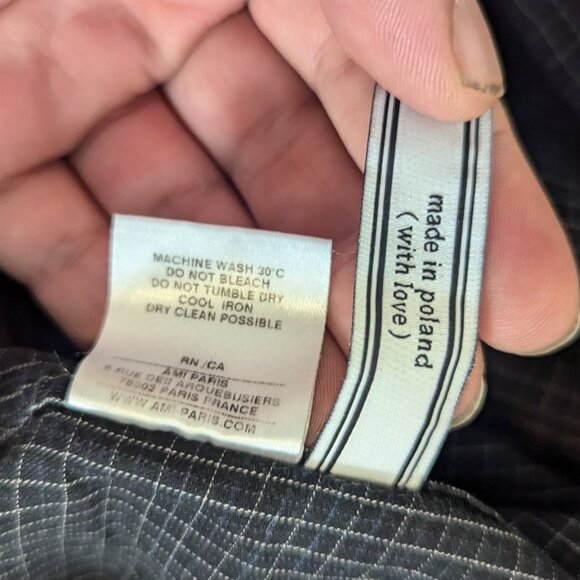 MACHINE WASH 30°C
DO NOT BLEACH
DO NOT TUMBLE DRY
COOL IRON
DRY CLEAN POSSIBLE
RN/CA
AMI PARIS
6 RUE DES ARQUEBUSIERS
75003 PARIS FRANCE
WWW.AMI-PARIS.COM
made in poland
(with love)